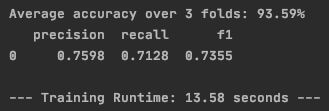 Average accuracy over 3 folds: 93.59%
precision recall f1
0 0.7598 0.7128 0.7355
--- Training Runtime: 13.58 seconds ---